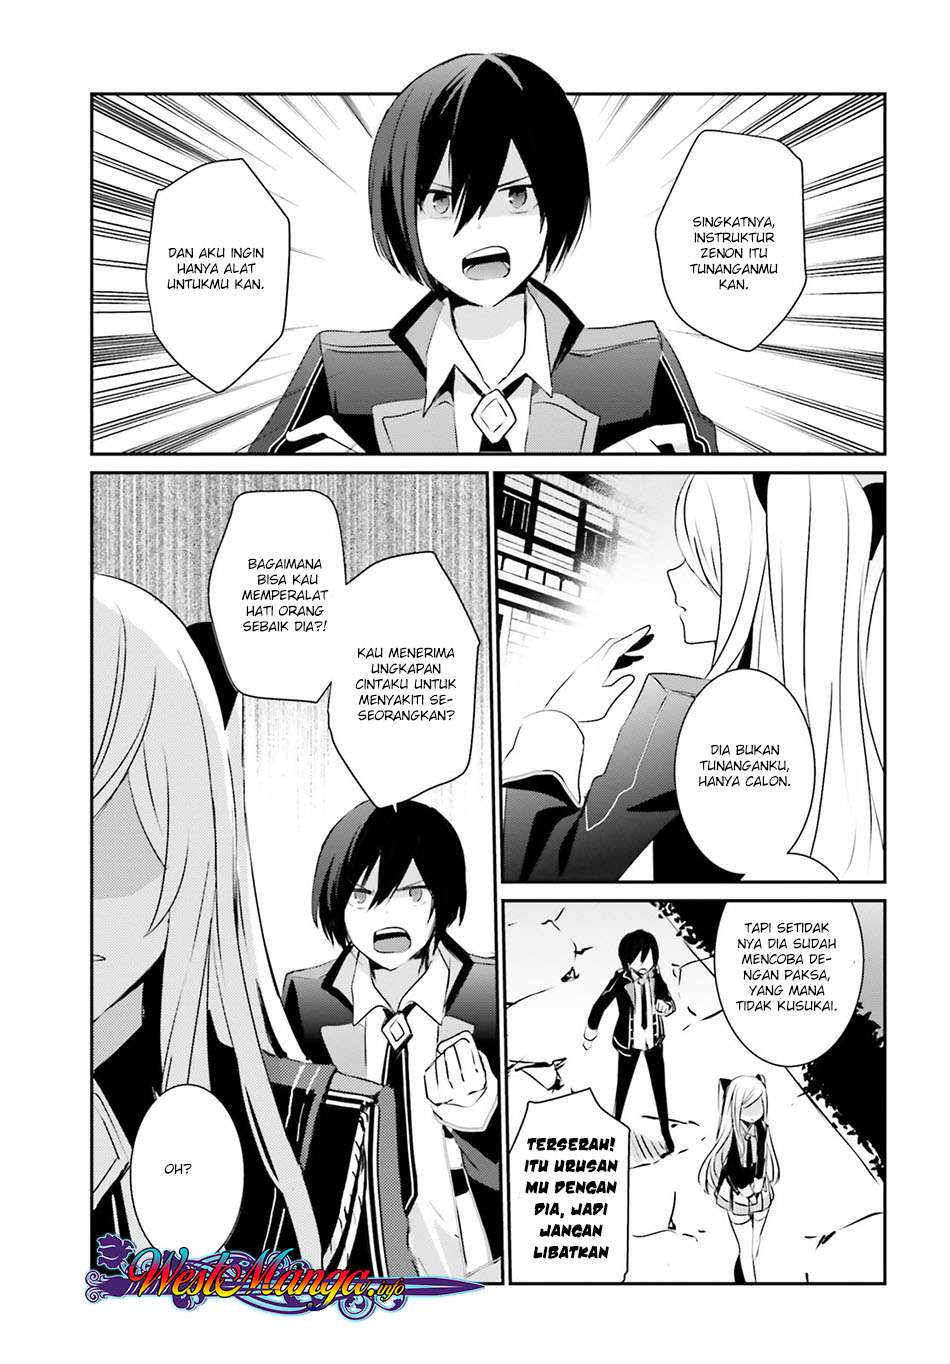 SINGKATNYA,
INSTRUKTUR
ZENON ITU
TUNANGANMU
KAN.
DAN AKU INGIN
HANYA ALAT
UNTUKMU KAN.
DIA BUKAN
TUNANGANKU,
HANYA CALON.
TAPI SETIDAK
NYA DIA SUDAH
MENCOBA DE-
NGAN PAKSA,
YANG MANA
TIDAK KUSUKAI.
TERSERAH!
ITU URUSAN
MU DENGAN
DIA, JADI
JANGAN
LIBATKAN
KAU MENERIMA
UNGKAPAN
CINTAKU UNTUK
MENYAKITI SE-
SEORANGKAN?
BAGAIMANA
BISA KAU
MEMPERALAT
HATI ORANG
SEBAIK DIA?!
OH?
WestManga.info